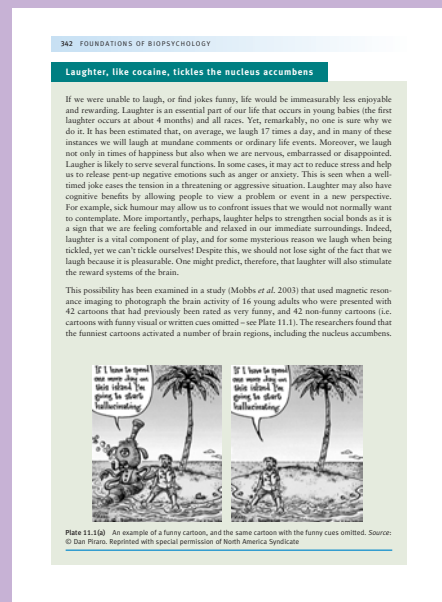 342 FOUNDATIONS OF BIOPSYCHOLOGY
Laughter, like cocaine, tickles the nucleus accumbens
If we were unable to laugh, or find jokes funny, life would be immeasurably less enjoyable
and rewarding. Laughter is an essential part of our life that occurs in young babies (the first
laughter occurs at about 4 months) and all races. Yet, remarkably, no one is sure why we
do it. It has been estimated that, on average, we laugh 17 times a day, and in many of these
instances we will laugh at mundane comments or ordinary life events. Moreover, we laugh
not only in times of happiness but also when we are nervous, embarrassed or disappointed.
Laugher is likely to serve several functions. In some cases, it may act to reduce stress and help
us to release pent-up negative emotions such as anger or anxiety. This is seen when a well-
timed joke eases the tension in a threatening or aggressive situation. Laughter may also have
cognitive benefits by allowing people to view a problem or event in a new perspective.
For example, sick humour may allow us to confront issues that we would not normally want
to contemplate. More importantly, perhaps, laughter helps to strengthen social bonds as it is
a sign that we are feeling comfortable and relaxed in our immediate surroundings. Indeed,
laughter is a vital component of play, and for some mysterious reason we laugh when being
tickled, yet we can't tickle ourselves! Despite this, we should not lose sight of the fact that we
laugh because it is pleasurable. One might predict, therefore, that laughter will also stimulate
the reward systems of the brain.
This possibility has been examined in a study (Mobbs et al. 2003) that used magnetic reson-
ance imaging to photograph the brain activity of 16 young adults who were presented with
42 cartoons that had previously been rated as very funny, and 42 non-funny cartoons (i.e.
cartoons with funny visual or written cues omitted – see Plate 11.1). The researchers found that
the funniest cartoons activated a number of brain regions, including the nucleus accumbens.
If I have to spend
one more day on
this island I'm
going to start
hallucinating
If I have to spend
one more day on
this island I'm
going to start
hallucinating
Plate 11.1(a) An example of a funny cartoon, and the same cartoon with the funny cues omitted. Source:
© Dan Piraro. Reprinted with special permission of North America Syndicate